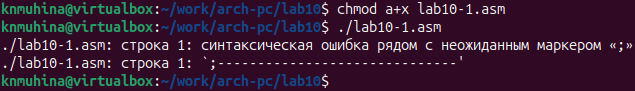 knmuhina@virtualbox:~/work/arch-pc/lab10$ chmod a+x lab10-1.asm
knmuhina@virtualbox:~/work/arch-pc/lab10$ ./lab10-1.asm
./lab10-1.asm: строка 1: синтаксическая ошибка рядом с неожиданным маркером «;»
./lab10-1.asm: строка 1: `;------------------------------'
knmuhina@virtualbox:~/work/arch-pc/lab10$